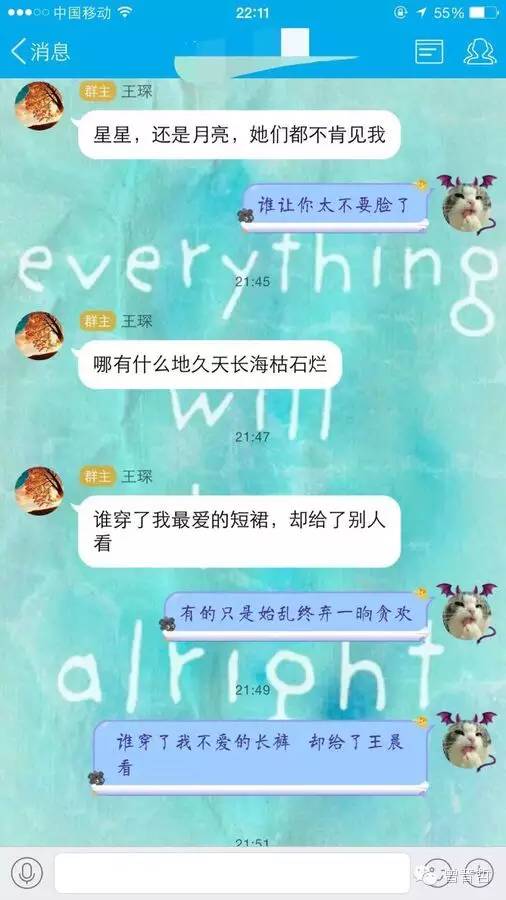 中国移动
22:11
55%
消息
群主 王琛
星星，还是月亮，她们都不肯见我
谁让你太不要脸了
everything
21:45
群主 王琛
哪有什么地久天长海枯石烂
will
21:47
群主 王琛
谁穿了我最爱的短裙，却给了别人
看
有的只是始乱终弃一晌贪欢
alright
21:49
谁穿了我不爱的长裤 却给了王晨
看
21:51
曾晋哲